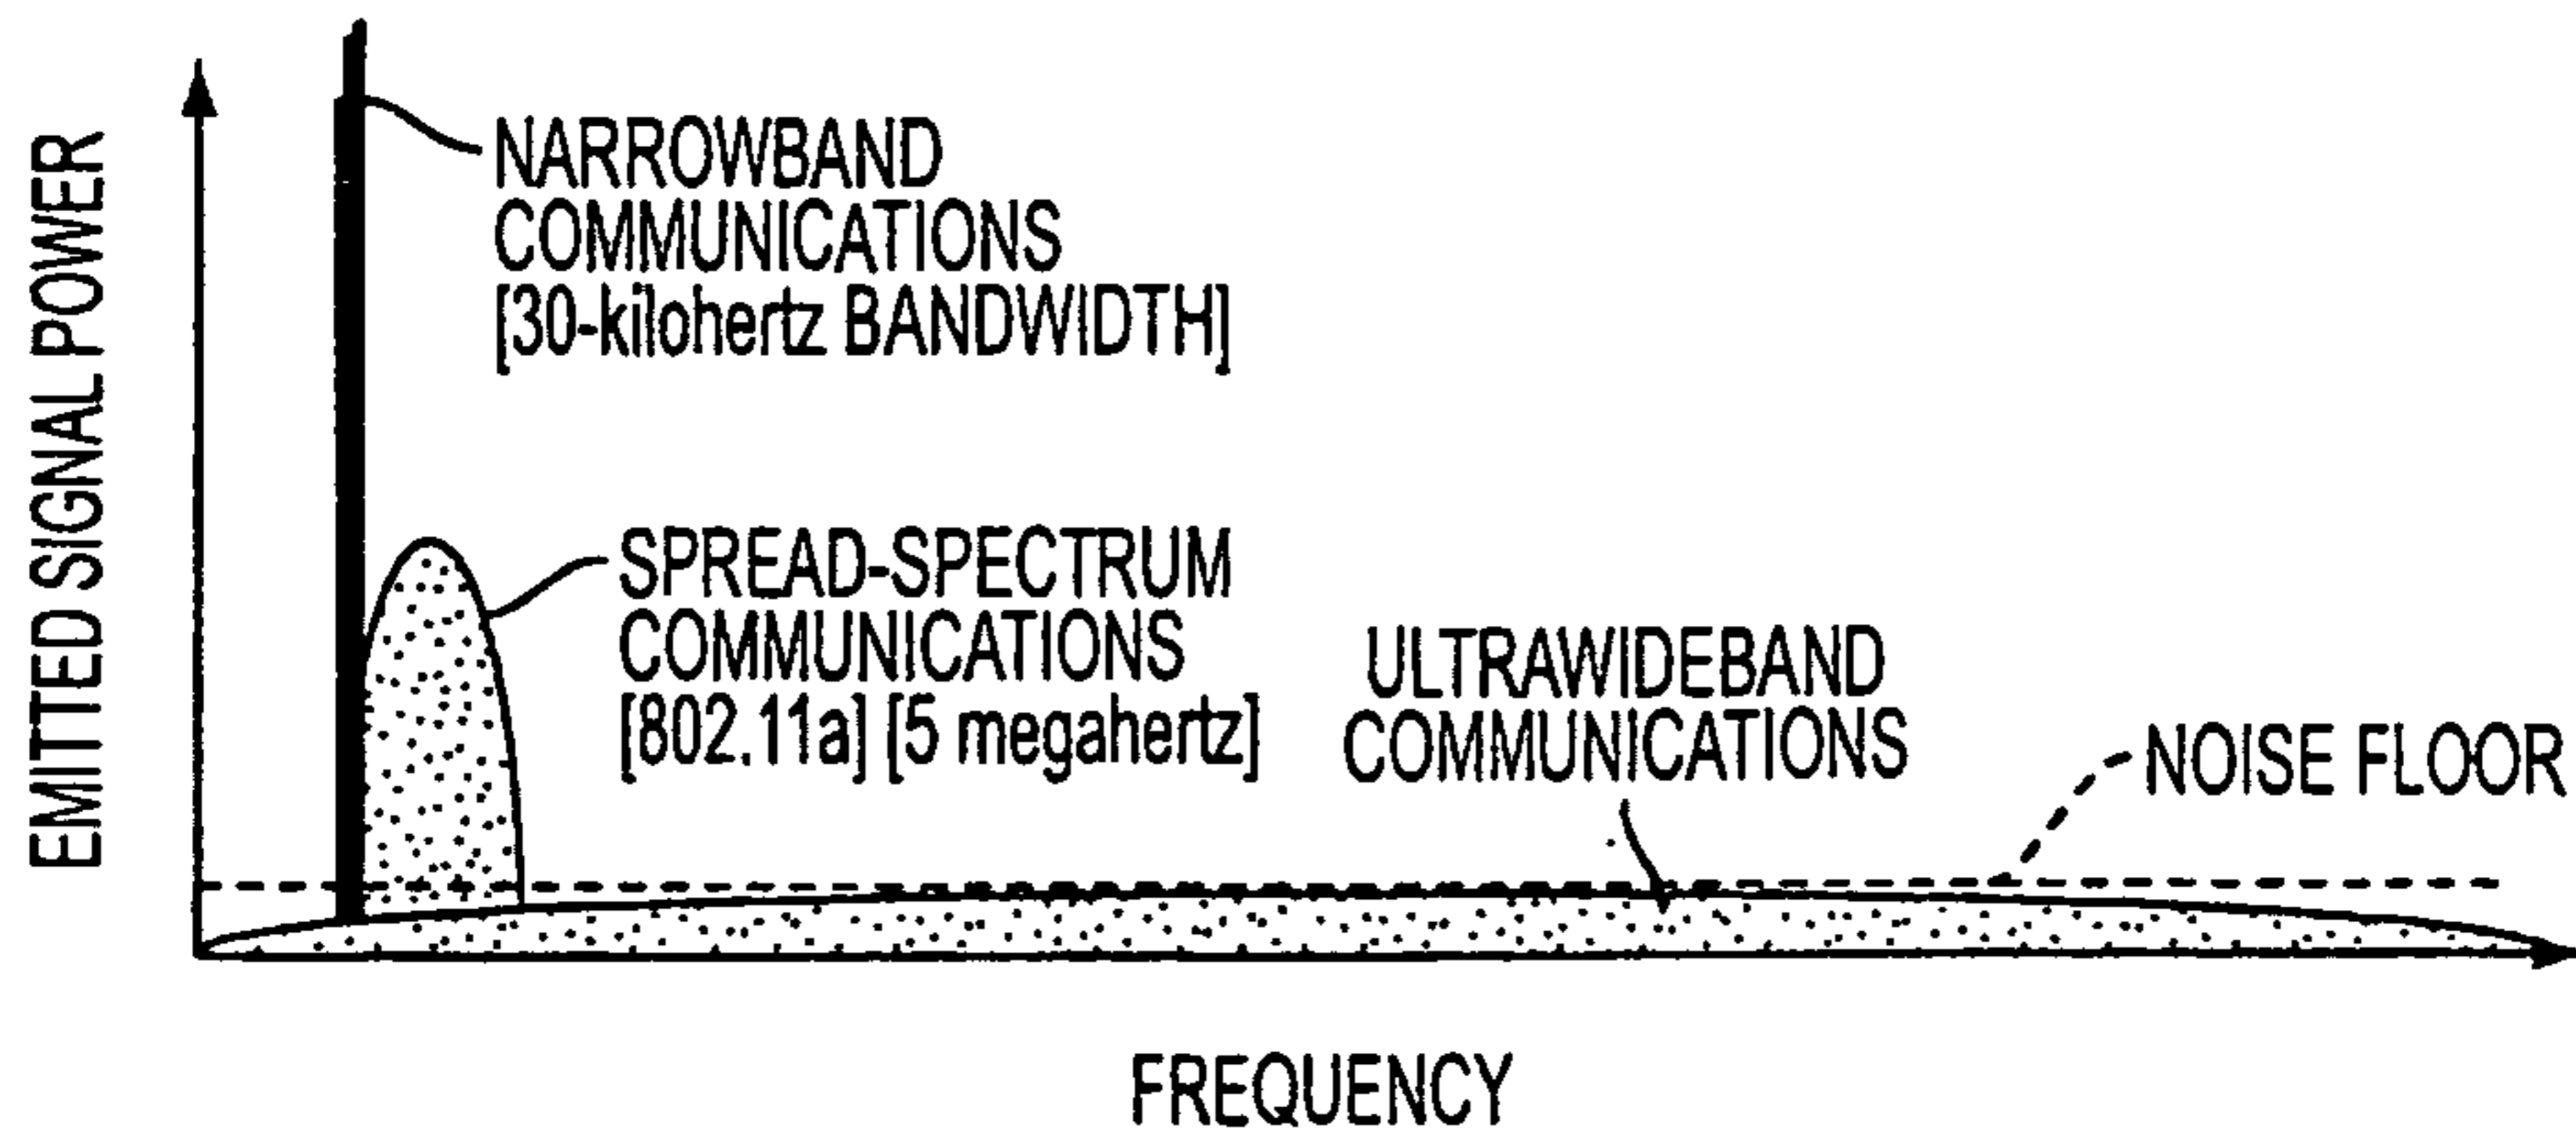 EMITTED SIGNAL POWER
NARROWBAND
COMMUNICATIONS
[30-kilohertz BANDWIDTH]
SPREAD-SPECTRUM
COMMUNICATIONS
[802.11a] [5 megahertz]
ULTRAWIDEBAND
COMMUNICATIONS
NOISE FLOOR
FREQUENCY